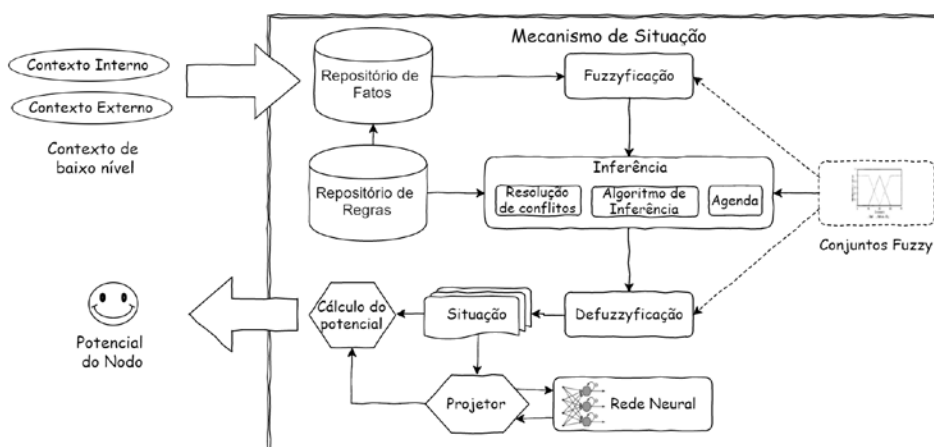 Mecanismo de Situação
Contexto Interno
Contexto Externo
Contexto de
baixo nível
Repositório de
Fatos
Fuzzyficação
Repositório de
Regras
Inferência
Resolução
de conflitos
Algoritmo de
Inferência
Agenda
Conjuntos Fuzzy
Potencial
do Nodo
Cálculo do
potencial
Situação
Defuzzyficação
Projetor
Rede Neural